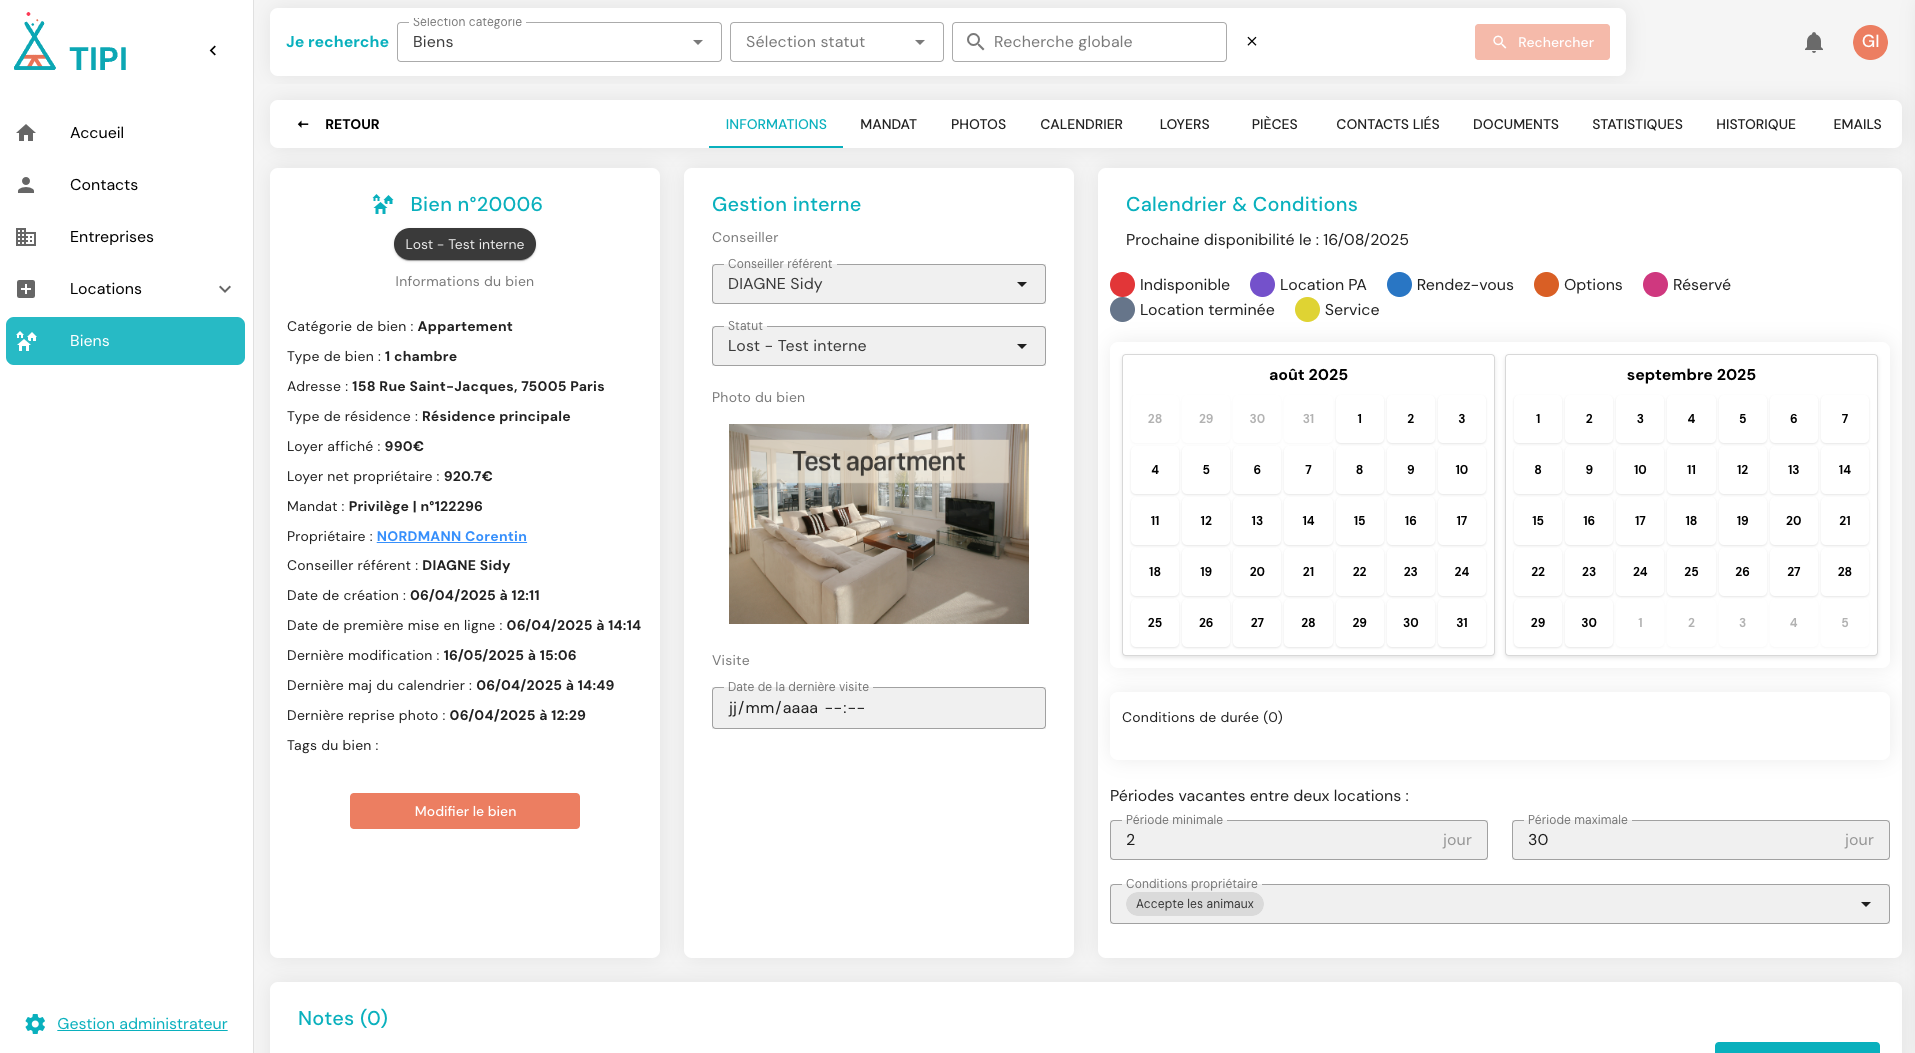 TIPI
Accueil
Contacts
Entreprises
Locations
Biens
Gestion administrateur
Je recherche
Sélection catégorie
Biens
Sélection statut
Recherche globale
Rechercher
GI
RETOUR
INFORMATIONS
MANDAT
PHOTOS
CALENDRIER
LOYERS
PIÈCES
CONTACTS LIÉS
DOCUMENTS
STATISTIQUES
HISTORIQUE
EMAILS
Bien n°20006
Lost - Test interne
Informations du bien
Catégorie de bien : Appartement
Type de bien : 1 chambre
Adresse : 158 Rue Saint-Jacques, 75005 Paris
Type de résidence : Résidence principale
Loyer affiché : 990€
Loyer net propriétaire : 920.7€
Mandat : Privilège | n°122296
Propriétaire : NORDMANN Corentin
Conseiller référent : DIAGNE Sidy
Date de création : 06/04/2025 à 12:11
Date de première mise en ligne : 06/04/2025 à 14:14
Dernière modification : 16/05/2025 à 15:06
Dernière maj du calendrier : 06/04/2025 à 14:49
Dernière reprise photo : 06/04/2025 à 12:29
Tags du bien :
Modifier le bien
Gestion interne
Conseiller
Conseiller référent
DIAGNE Sidy
Statut
Lost - Test interne
Photo du bien
Test apartment
Visite
Date de la dernière visite
jj/mm/aaaa --:--
Calendrier & Conditions
Prochaine disponibilité le : 16/08/2025
Indisponible Location PA Rendez-vous Options Réservé
Location terminée Service
août 2025
28 29 30 31 1 2 3
4 5 6 7 8 9 10
11 12 13 14 15 16 17
18 19 20 21 22 23 24
25 26 27 28 29 30 31
septembre 2025
1 2 3 4 5 6 7
8 9 10 11 12 13 14
15 16 17 18 19 20 21
22 23 24 25 26 27 28
29 30 1 2 3 4 5
Conditions de durée (0)
Périodes vacantes entre deux locations :
Période minimale
2 jour
Période maximale
30 jour
Conditions propriétaire
Accepte les animaux
Notes (0)